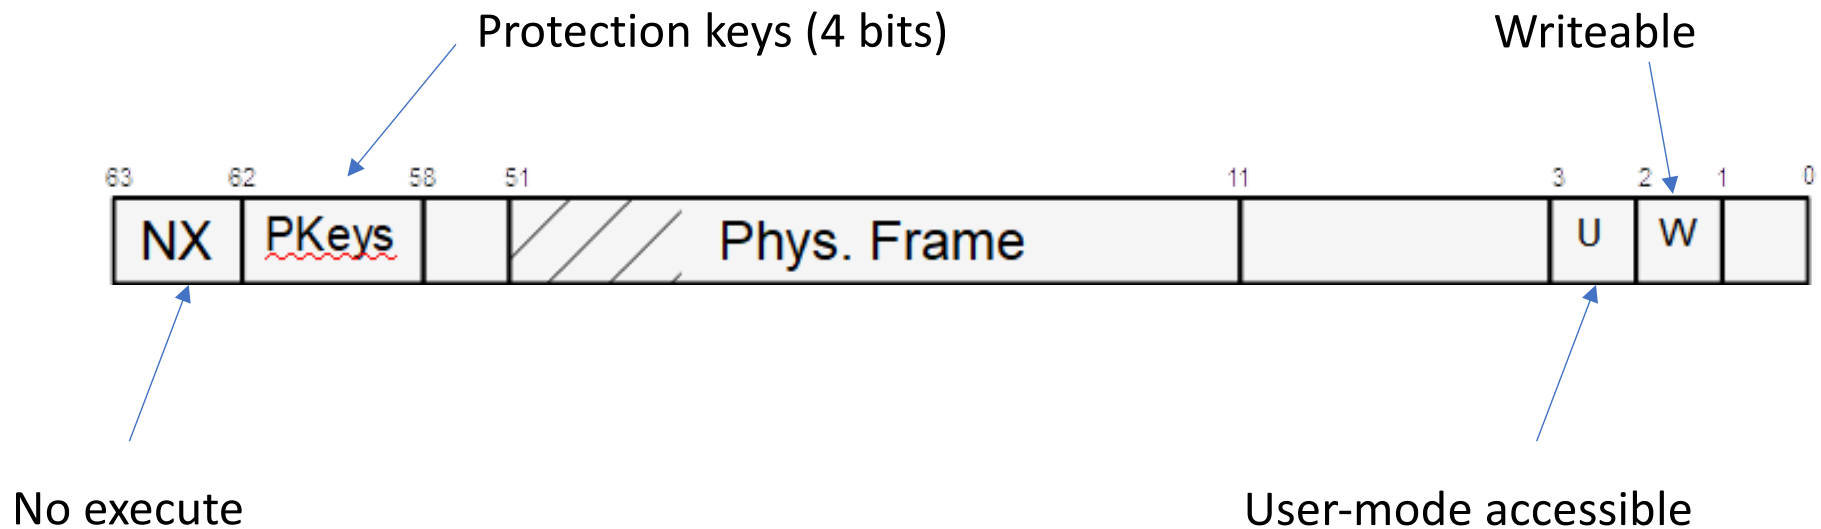 Protection keys (4 bits) Writeable
63 62 58 51 11 3 2 1 0
NX PKeys Phys. Frame U W
No execute User-mode accessible